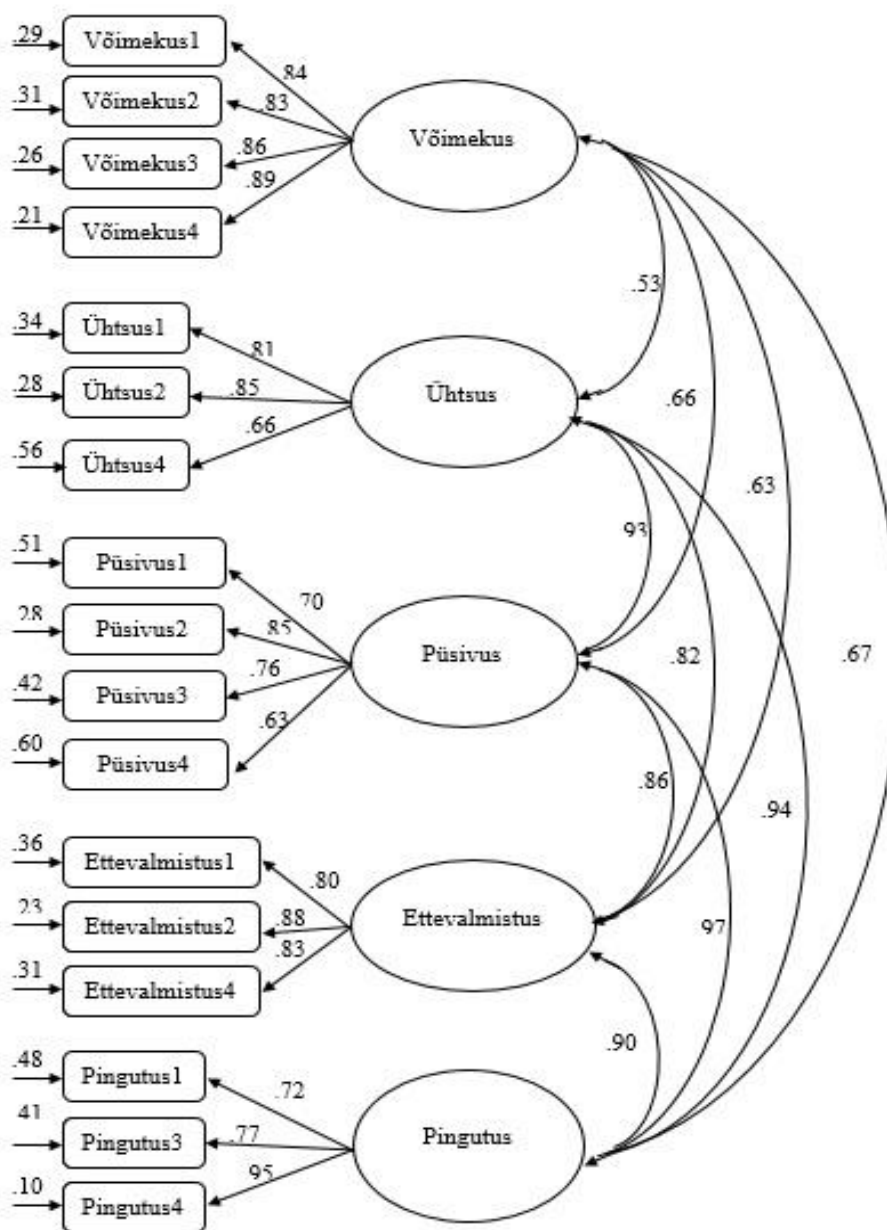 .29
Võimekus1
.84
.31
Võimekus2
.83
Võimekus
.26
Võimekus3
.86
.89
.21
Võimekus4
.53
.34
Ühtsus1
.81
.28
Ühtsus2
.85
Ühtsus
.66
.66
.56
Ühtsus4
.63
.51
Püsivus1
93
.70
.28
Püsivus2
.85
Püsivus
.82
.67
.42
Püsivus3
.76
.63
.60
Püsivus4
.86
.94
.36
Ettevalmistus1
.80
.23
Ettevalmistus2
.88
Ettevalmistus
97
.83
.31
Ettevalmistus4
.90
.48
Pingutus1
.72
.41
Pingutus3
.77
Pingutus
.95
.10
Pingutus4